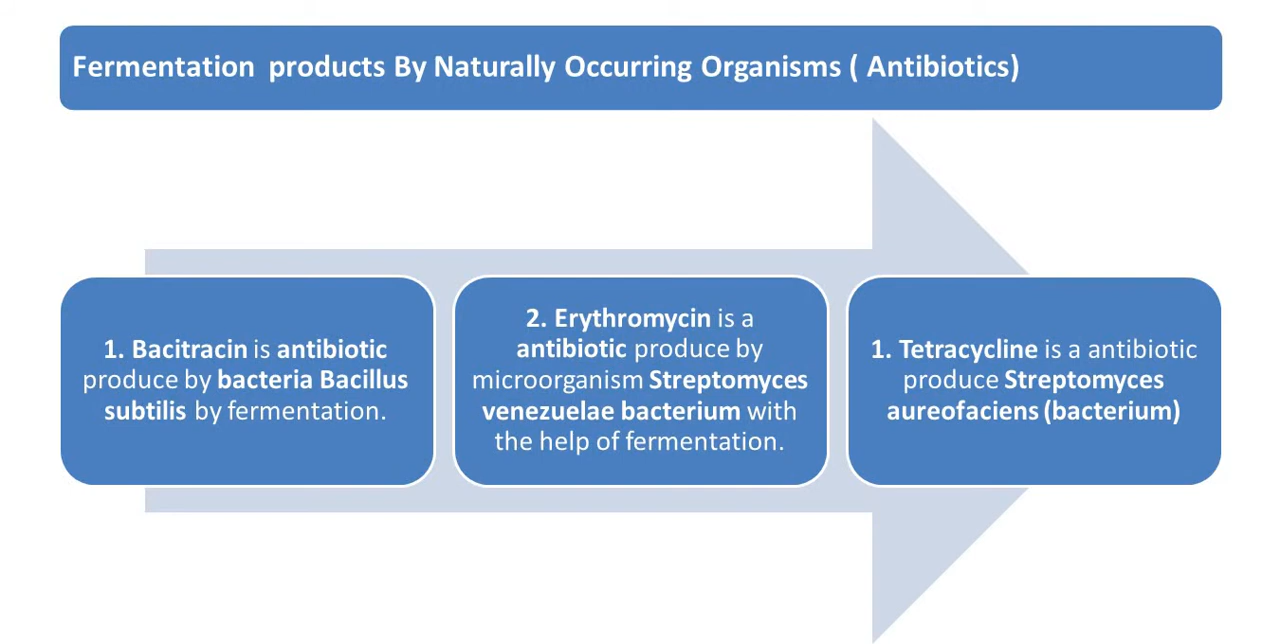 Fermentation products By Naturally Occurring Organisms ( Antibiotics)
1. Bacitracin is antibiotic
produce by bacteria Bacillus
subtilis by fermentation.
2. Erythromycin is a
antibiotic produce by
microorganism Streptomyces
venezuelae bacterium with
the help of fermentation.
1. Tetracycline is a antibiotic
produce Streptomyces
aureofaciens (bacterium)